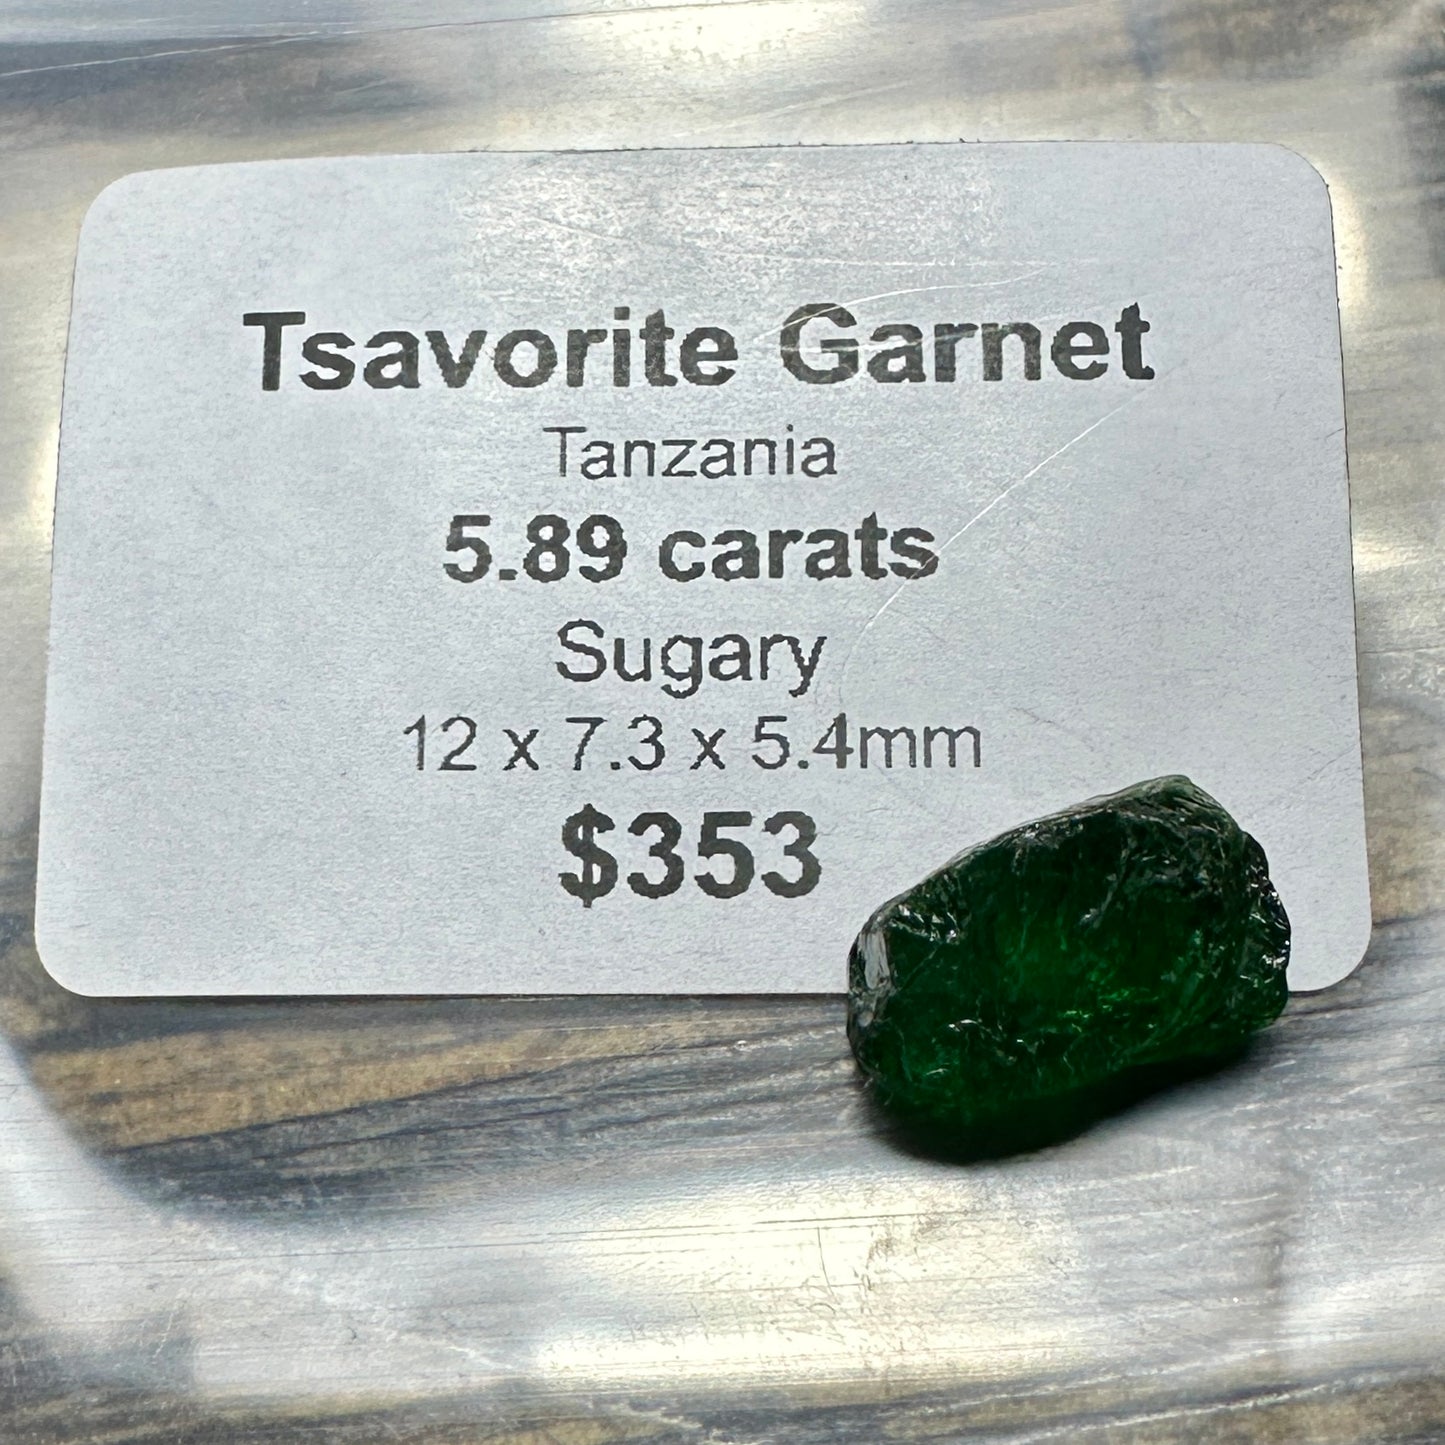 Tsavorite Garnet
Tanzania
5.89 carats
Sugary
12 x 7.3 x 5.4mm
$353